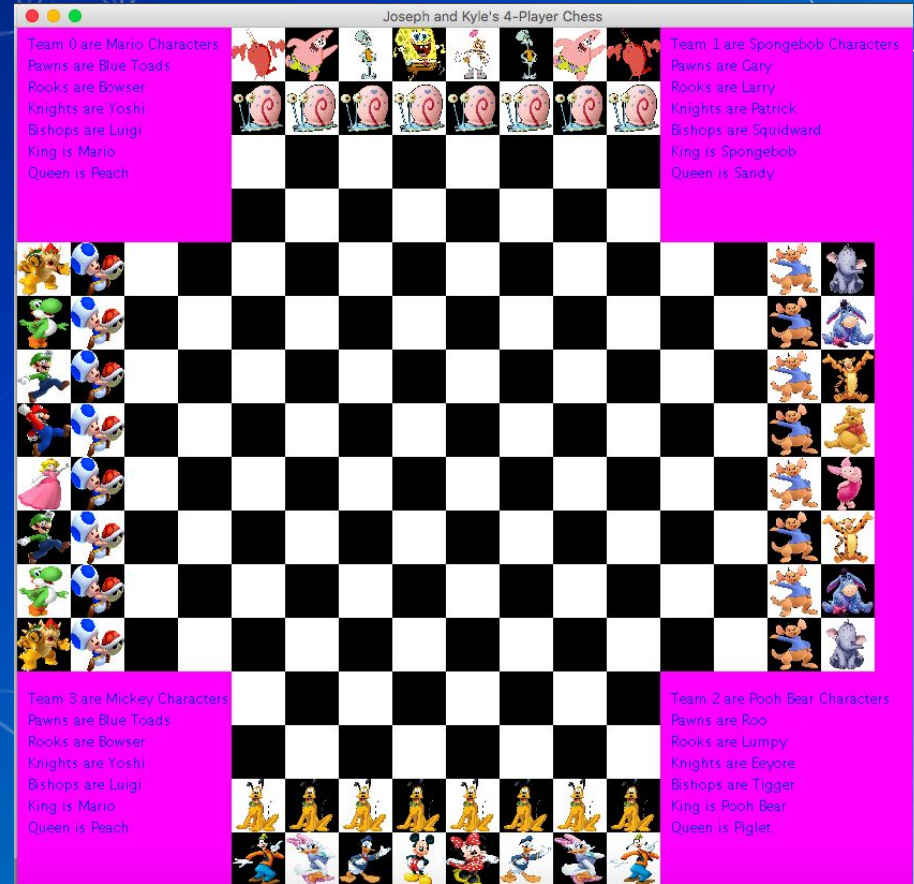 Joseph and Kyle's 4-Player Chess
Team 0 are Mario Characters
Pawns are Blue Toads
Rooks are Bowser
Knights are Yoshi
Bishops are Luigi
King is Mario
Queen is Peach
Team 1 are Spongebob Characters
Pawns are Gary
Rooks are Larry
Knights are Patrick
Bishops are Squidward
King is Spongebob
Queen is Sandy
Team 3 are Mickey Characters
Pawns are Blue Toads
Rooks are Bowser
Knights are Yoshi
Bishops are Luigi
King is Mario
Queen is Peach
Team 2 are Pooh Bear Characters
Pawns are Roo
Rooks are Lumpy
Knights are Eeyore
Bishops are Tigger
King is Pooh Bear
Queen is Piglet